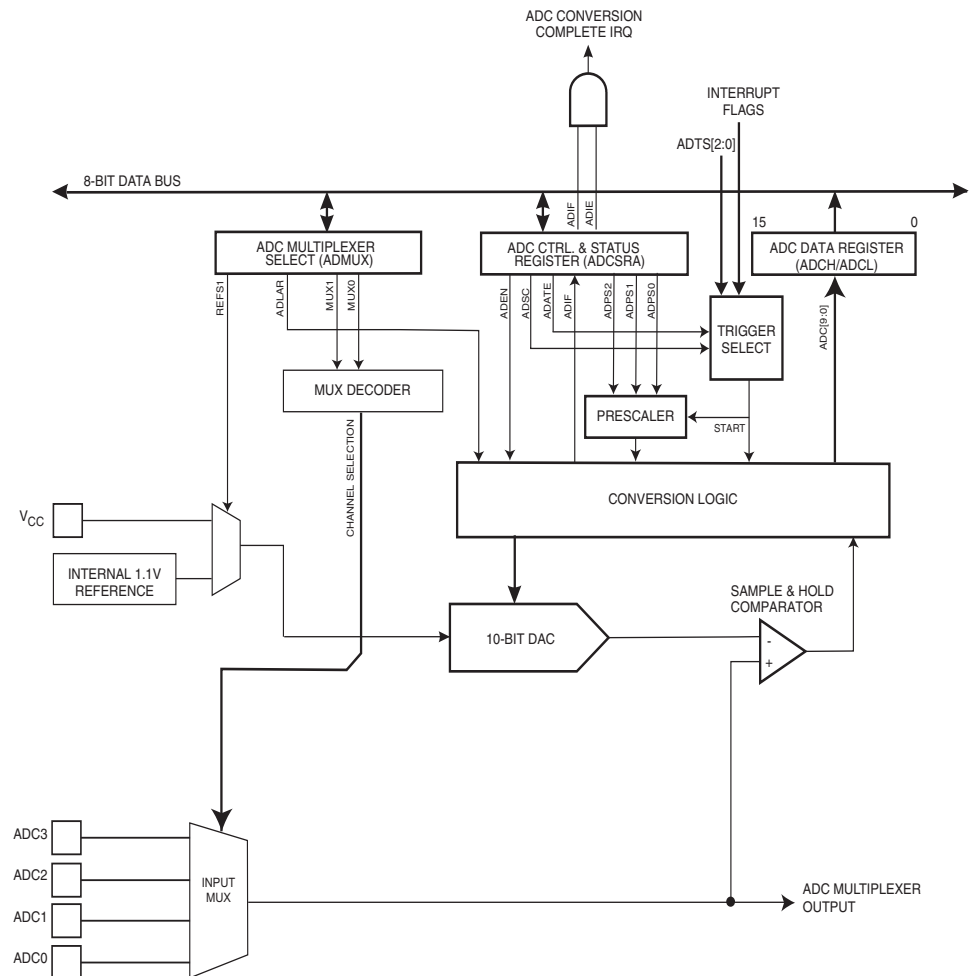 ADC CONVERSION
COMPLETE IRQ
INTERRUPT
FLAGS
ADTS[2:0]
8-BIT DATA BUS
ADIF
ADIE
15
0
ADC MULTIPLEXER
SELECT (ADMUX)
ADC CTRL. & STATUS
REGISTER (ADCSRA)
ADC DATA REGISTER
(ADCH/ADCL)
REFS1
ADLAR
MUX1
MUX0
ADEN
ADSC
ADATE
ADIF
ADPS2
ADPS1
ADPS0
ADC[9:0]
TRIGGER
SELECT
MUX DECODER
PRESCALER
START
CHANNEL SELECTION
CONVERSION LOGIC
VCC
INTERNAL 1.1V
REFERENCE
SAMPLE & HOLD
COMPARATOR
10-BIT DAC
-
+
ADC3
ADC2
ADC1
ADC0
INPUT
MUX
ADC MULTIPLEXER
OUTPUT